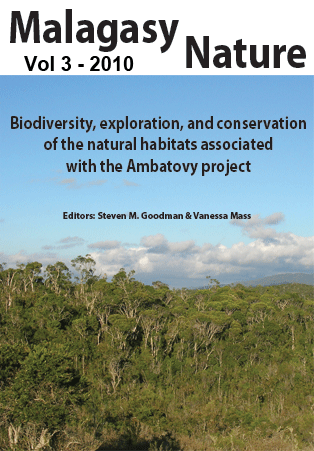 Malagasy
Nature
Vol 3 - 2010
Biodiversity, exploration, and conservation
of the natural habitats associated
with the Ambatovy project
Editors: Steven M. Goodman & Vanessa Mass